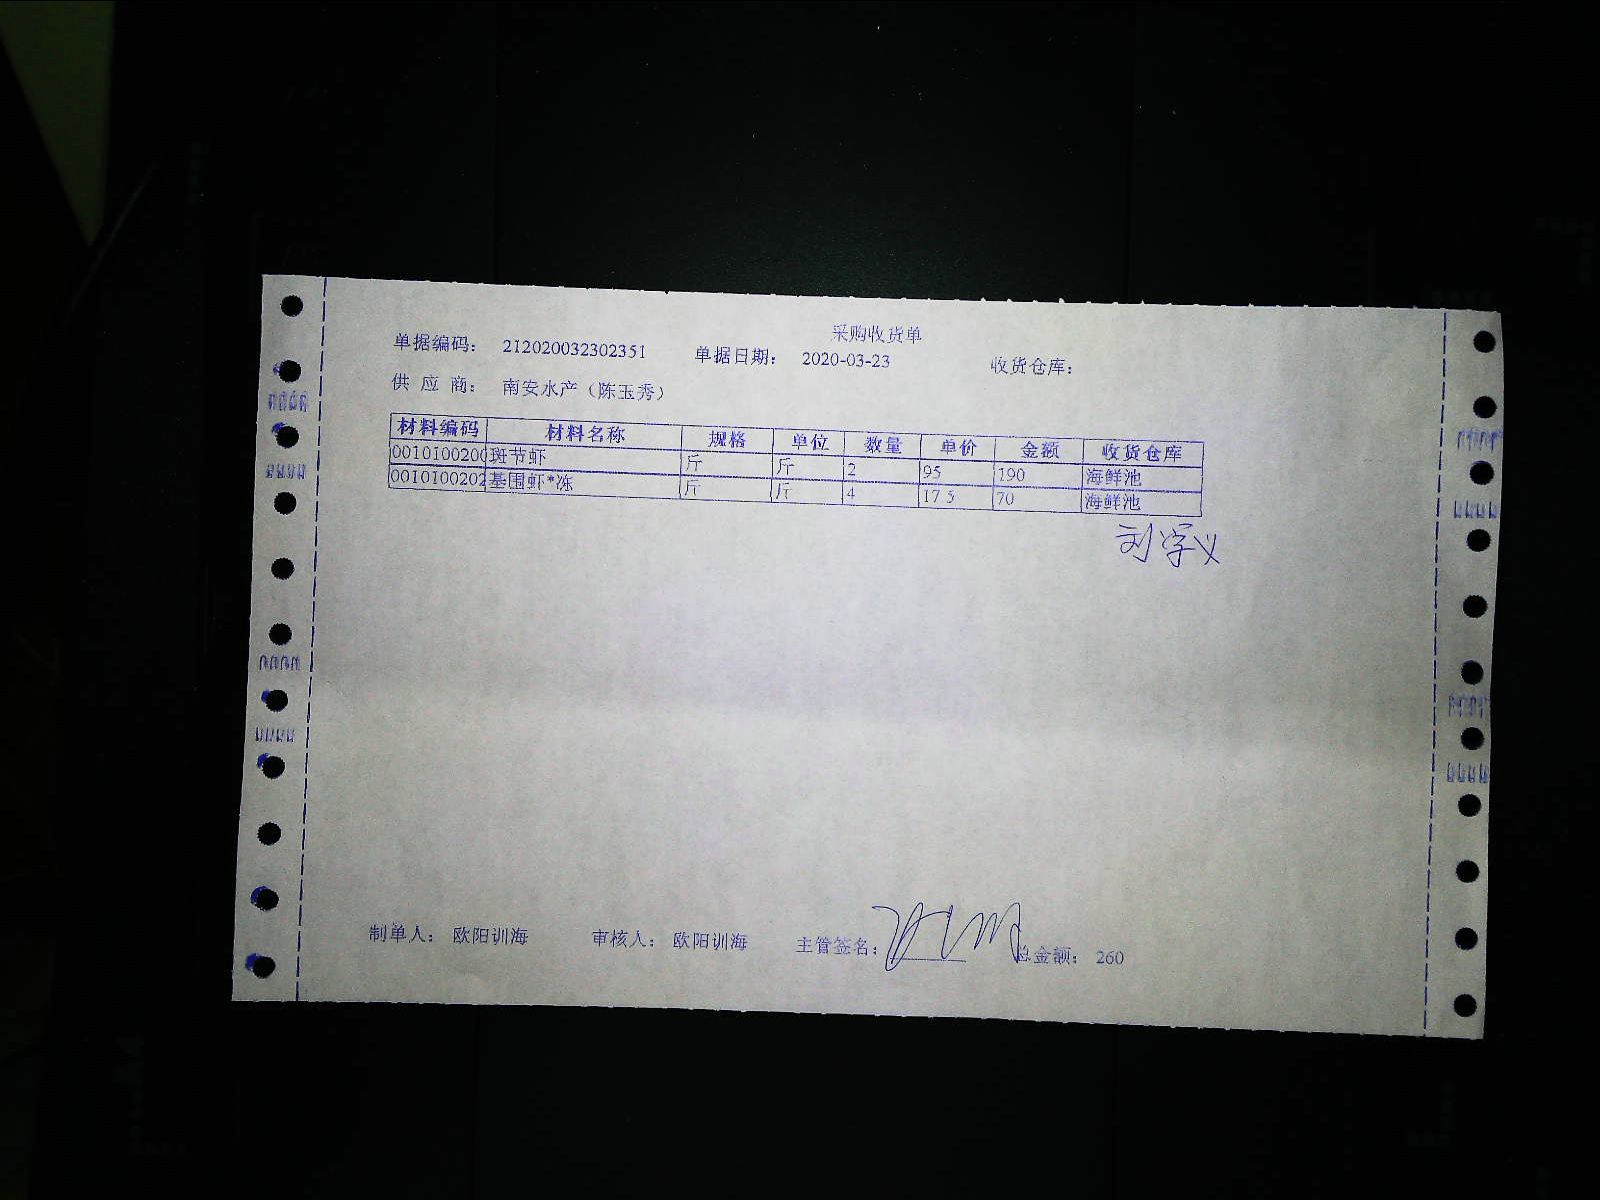 采购收货单
单据编码： 212020032302351 单据日期： 2020-03-23 收货仓库：
供 应 商： 南安水产（陈玉秀）
材料编码 材料名称 规格 单位 数量 单价 金额 收货仓库
0010100200 斑节虾 斤 斤 2 95 190 海鲜池
0010100202 基围虾*冻 斤 斤 4 17.5 70 海鲜池
制单人： 欧阳训海 审核人： 欧阳训海 主管签名： 总金额： 260